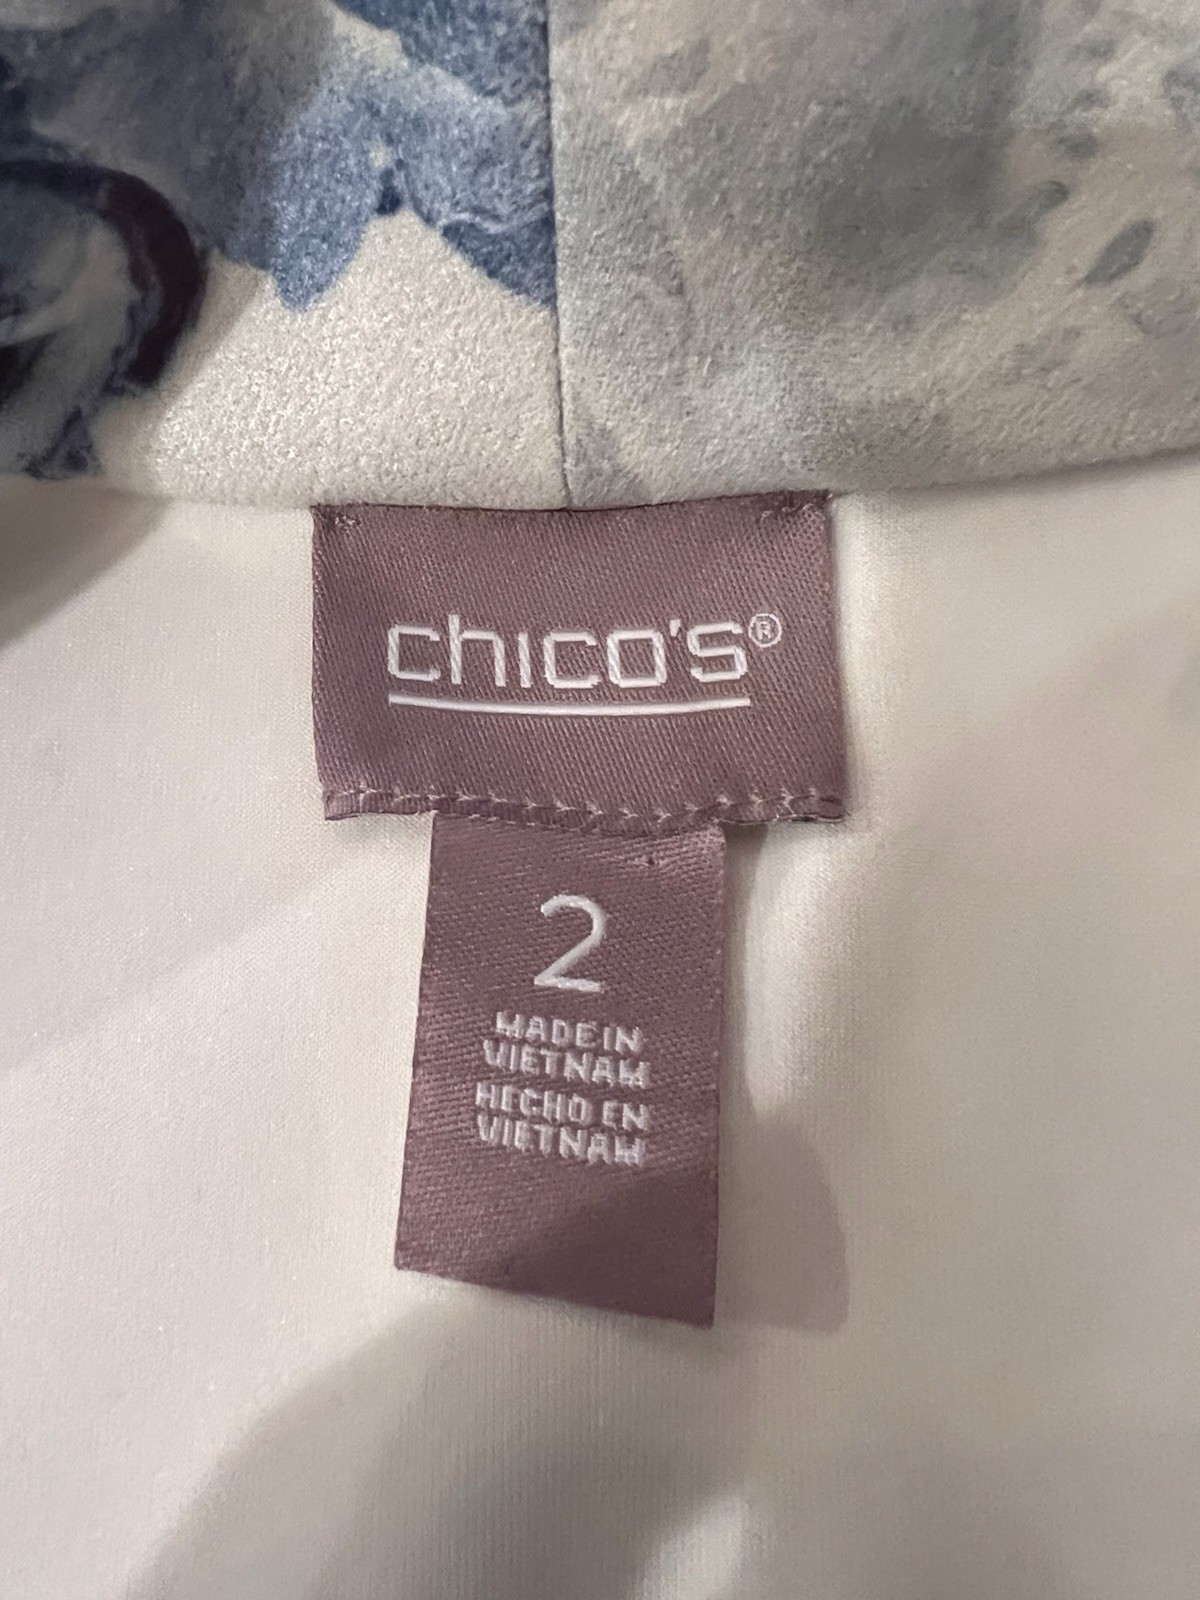 chico's®
2
MADE IN
VIETNAM
HECHO EN
VIETNAM